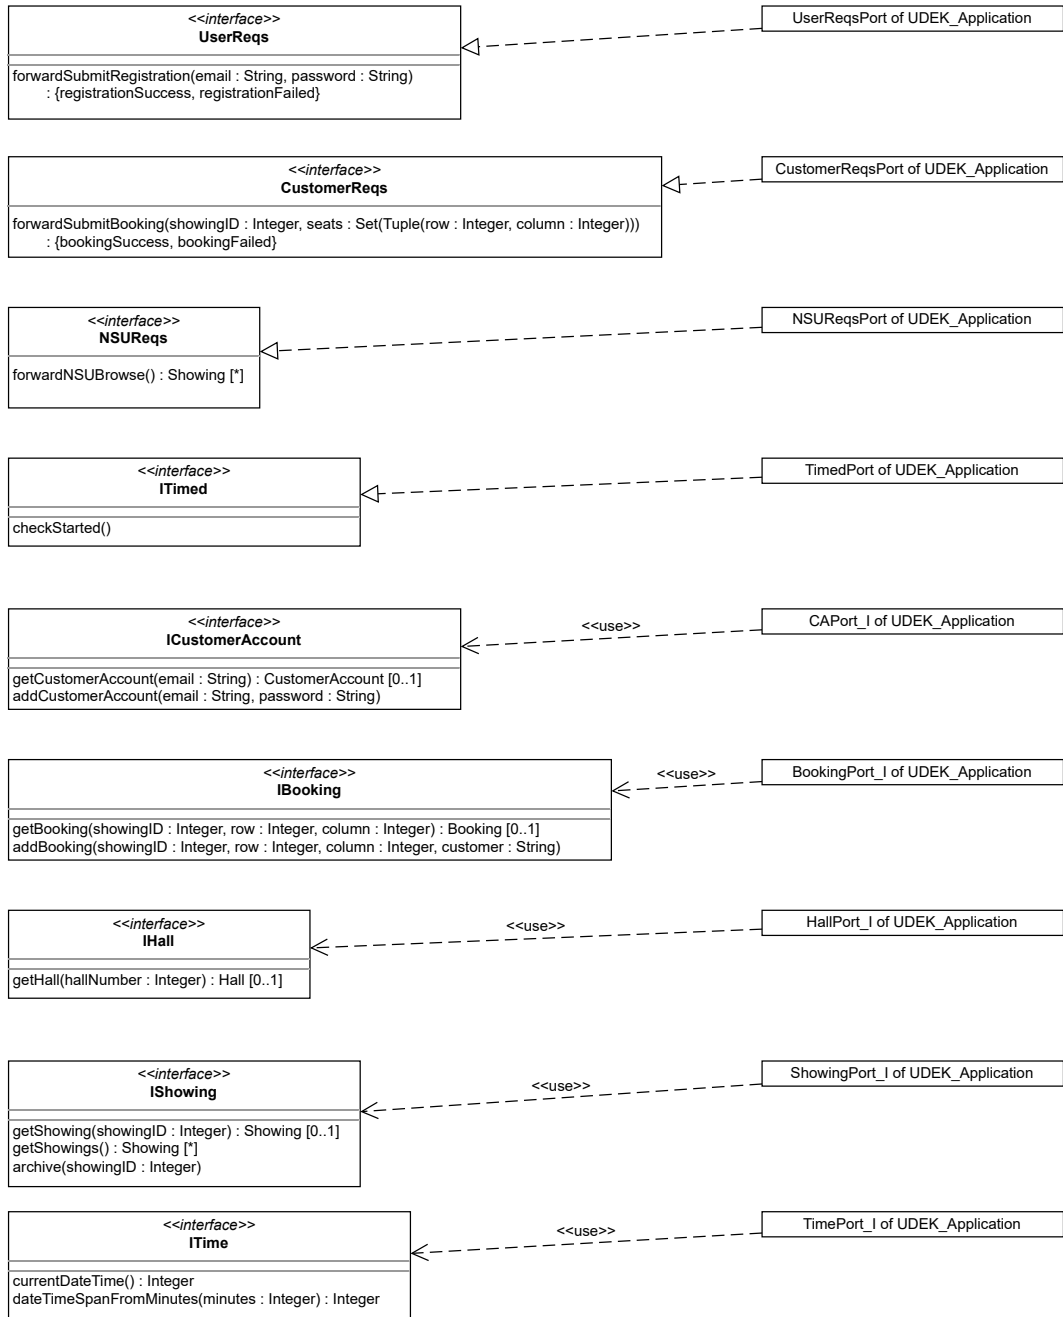 <<interface>>
UserReqs
UserReqsPort of UDEK_Application
forwardSubmitRegistration(email : String, password : String)
: {registrationSuccess, registrationFailed}
<<interface>>
CustomerReqs
CustomerReqsPort of UDEK_Application
forwardSubmitBooking(showingID : Integer, seats : Set(Tuple(row : Integer, column : Integer)))
: {bookingSuccess, bookingFailed}
<<interface>>
NSUReqs
NSUReqsPort of UDEK_Application
forwardNSUBrowse() : Showing [*]
<<interface>>
ITimed
TimedPort of UDEK_Application
checkStarted()
<<interface>>
ICustomerAccount
<<use>>
CAPort_I of UDEK_Application
getCustomerAccount(email : String) : CustomerAccount [0..1]
addCustomerAccount(email : String, password : String)
<<interface>>
IBooking
<<use>>
BookingPort_I of UDEK_Application
getBooking(showingID : Integer, row : Integer, column : Integer) : Booking [0..1]
addBooking(showingID : Integer, row : Integer, column : Integer, customer : String)
<<interface>>
IHall
<<use>>
HallPort_I of UDEK_Application
getHall(hallNumber : Integer) : Hall [0..1]
<<interface>>
IShowing
<<use>>
ShowingPort_I of UDEK_Application
getShowing(showingID : Integer) : Showing [0..1]
getShowings() : Showing [*]
archive(showingID : Integer)
<<interface>>
ITime
<<use>>
TimePort_I of UDEK_Application
currentDateTime() : Integer
dateTimeSpanFromMinutes(minutes : Integer) : Integer